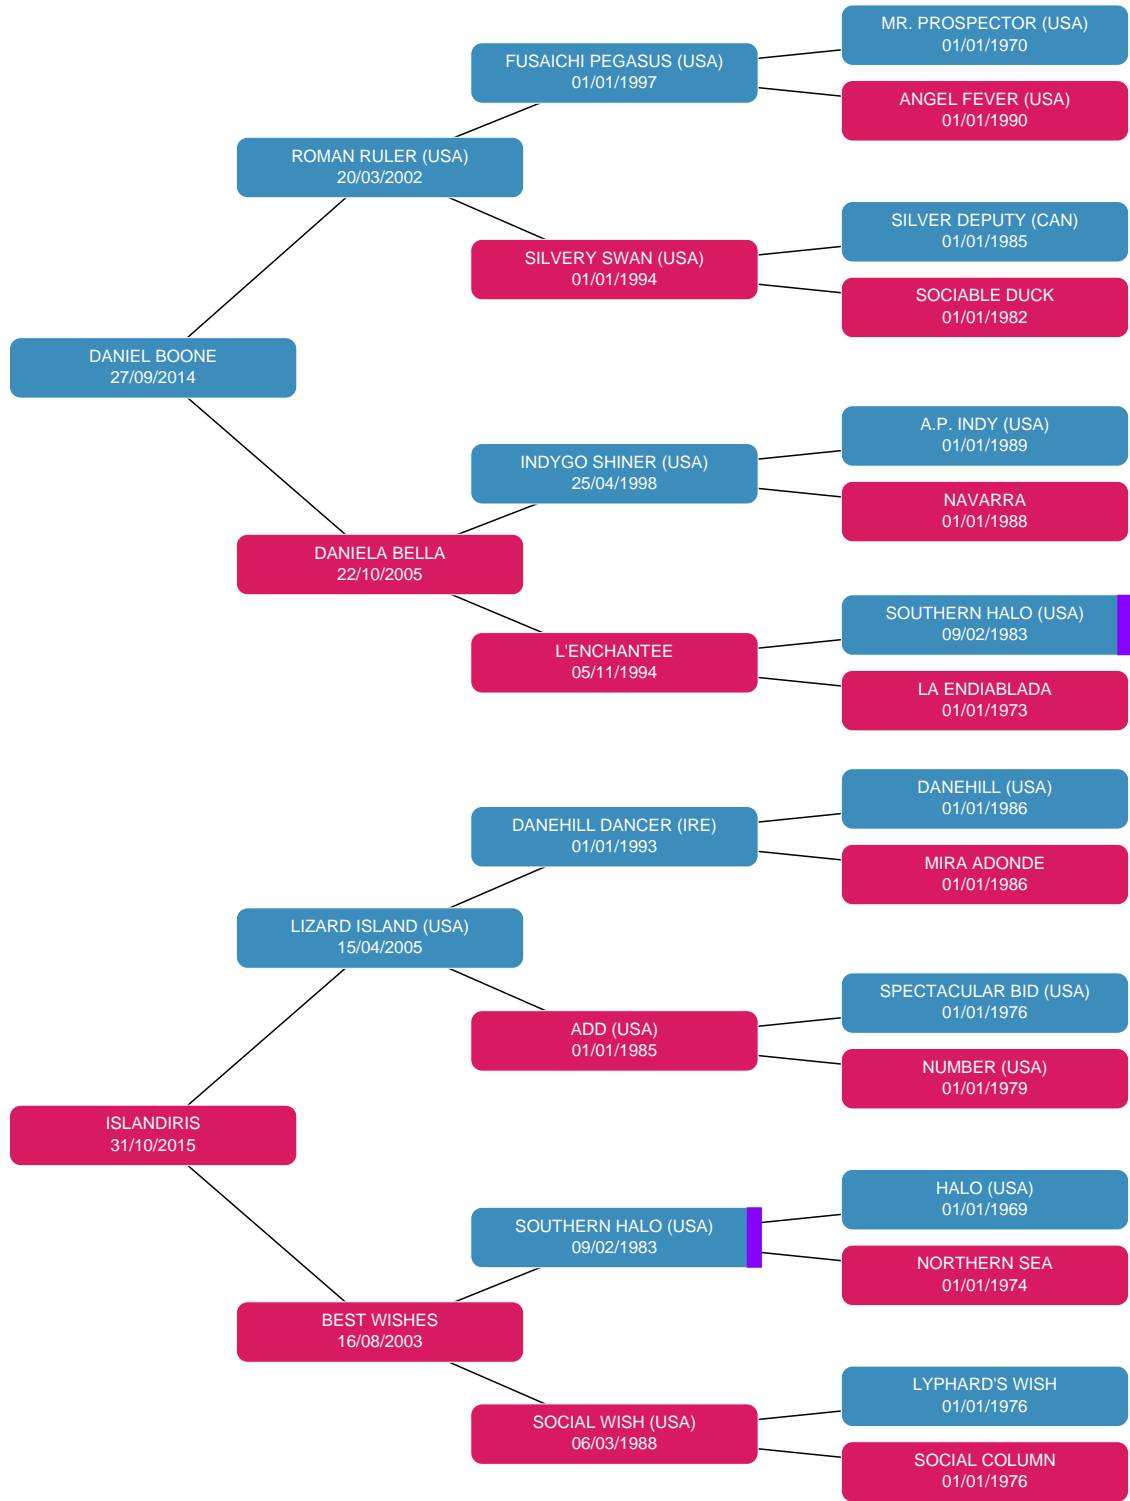 MR. PROSPECTOR (USA)
01/01/1970
FUSAICHI PEGASUS (USA)
01/01/1997
ANGEL FEVER (USA)
01/01/1990
ROMAN RULER (USA)
20/03/2002
SILVER DEPUTY (CAN)
01/01/1985
SILVERY SWAN (USA)
01/01/1994
SOCIABLE DUCK
01/01/1982
DANIEL BOONE
27/09/2014
A.P. INDY (USA)
01/01/1989
INDYGO SHINER (USA)
25/04/1998
NAVARRA
01/01/1988
DANIELA BELLA
22/10/2005
SOUTHERN HALO (USA)
09/02/1983
L'ENCHANTEE
05/11/1994
LA ENDIABLADA
01/01/1973
DANEHILL (USA)
01/01/1986
DANEHILL DANCER (IRE)
01/01/1993
MIRA ADONDE
01/01/1986
LIZARD ISLAND (USA)
15/04/2005
SPECTACULAR BID (USA)
01/01/1976
ADD (USA)
01/01/1985
NUMBER (USA)
01/01/1979
ISLANDIRIS
31/10/2015
HALO (USA)
01/01/1969
SOUTHERN HALO (USA)
09/02/1983
NORTHERN SEA
01/01/1974
BEST WISHES
16/08/2003
LYPHARD'S WISH
01/01/1976
SOCIAL WISH (USA)
06/03/1988
SOCIAL COLUMN
01/01/1976